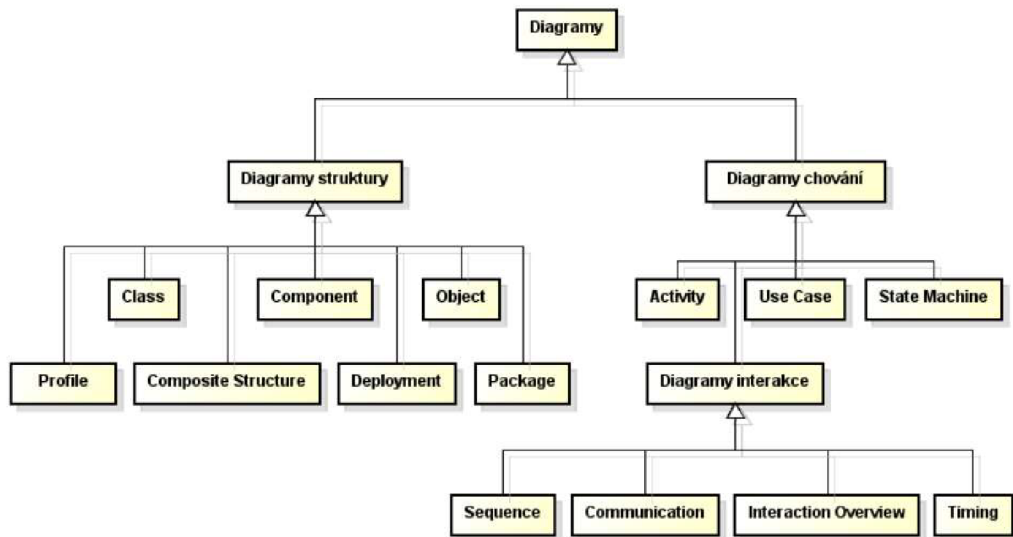 Diagramy
Diagramy struktury
Diagramy chování
Class
Component
Object
Activity
Use Case
State Machine
Profile
Composite Structure
Deployment
Package
Diagramy interakce
Sequence
Communication
Interaction Overview
Timing